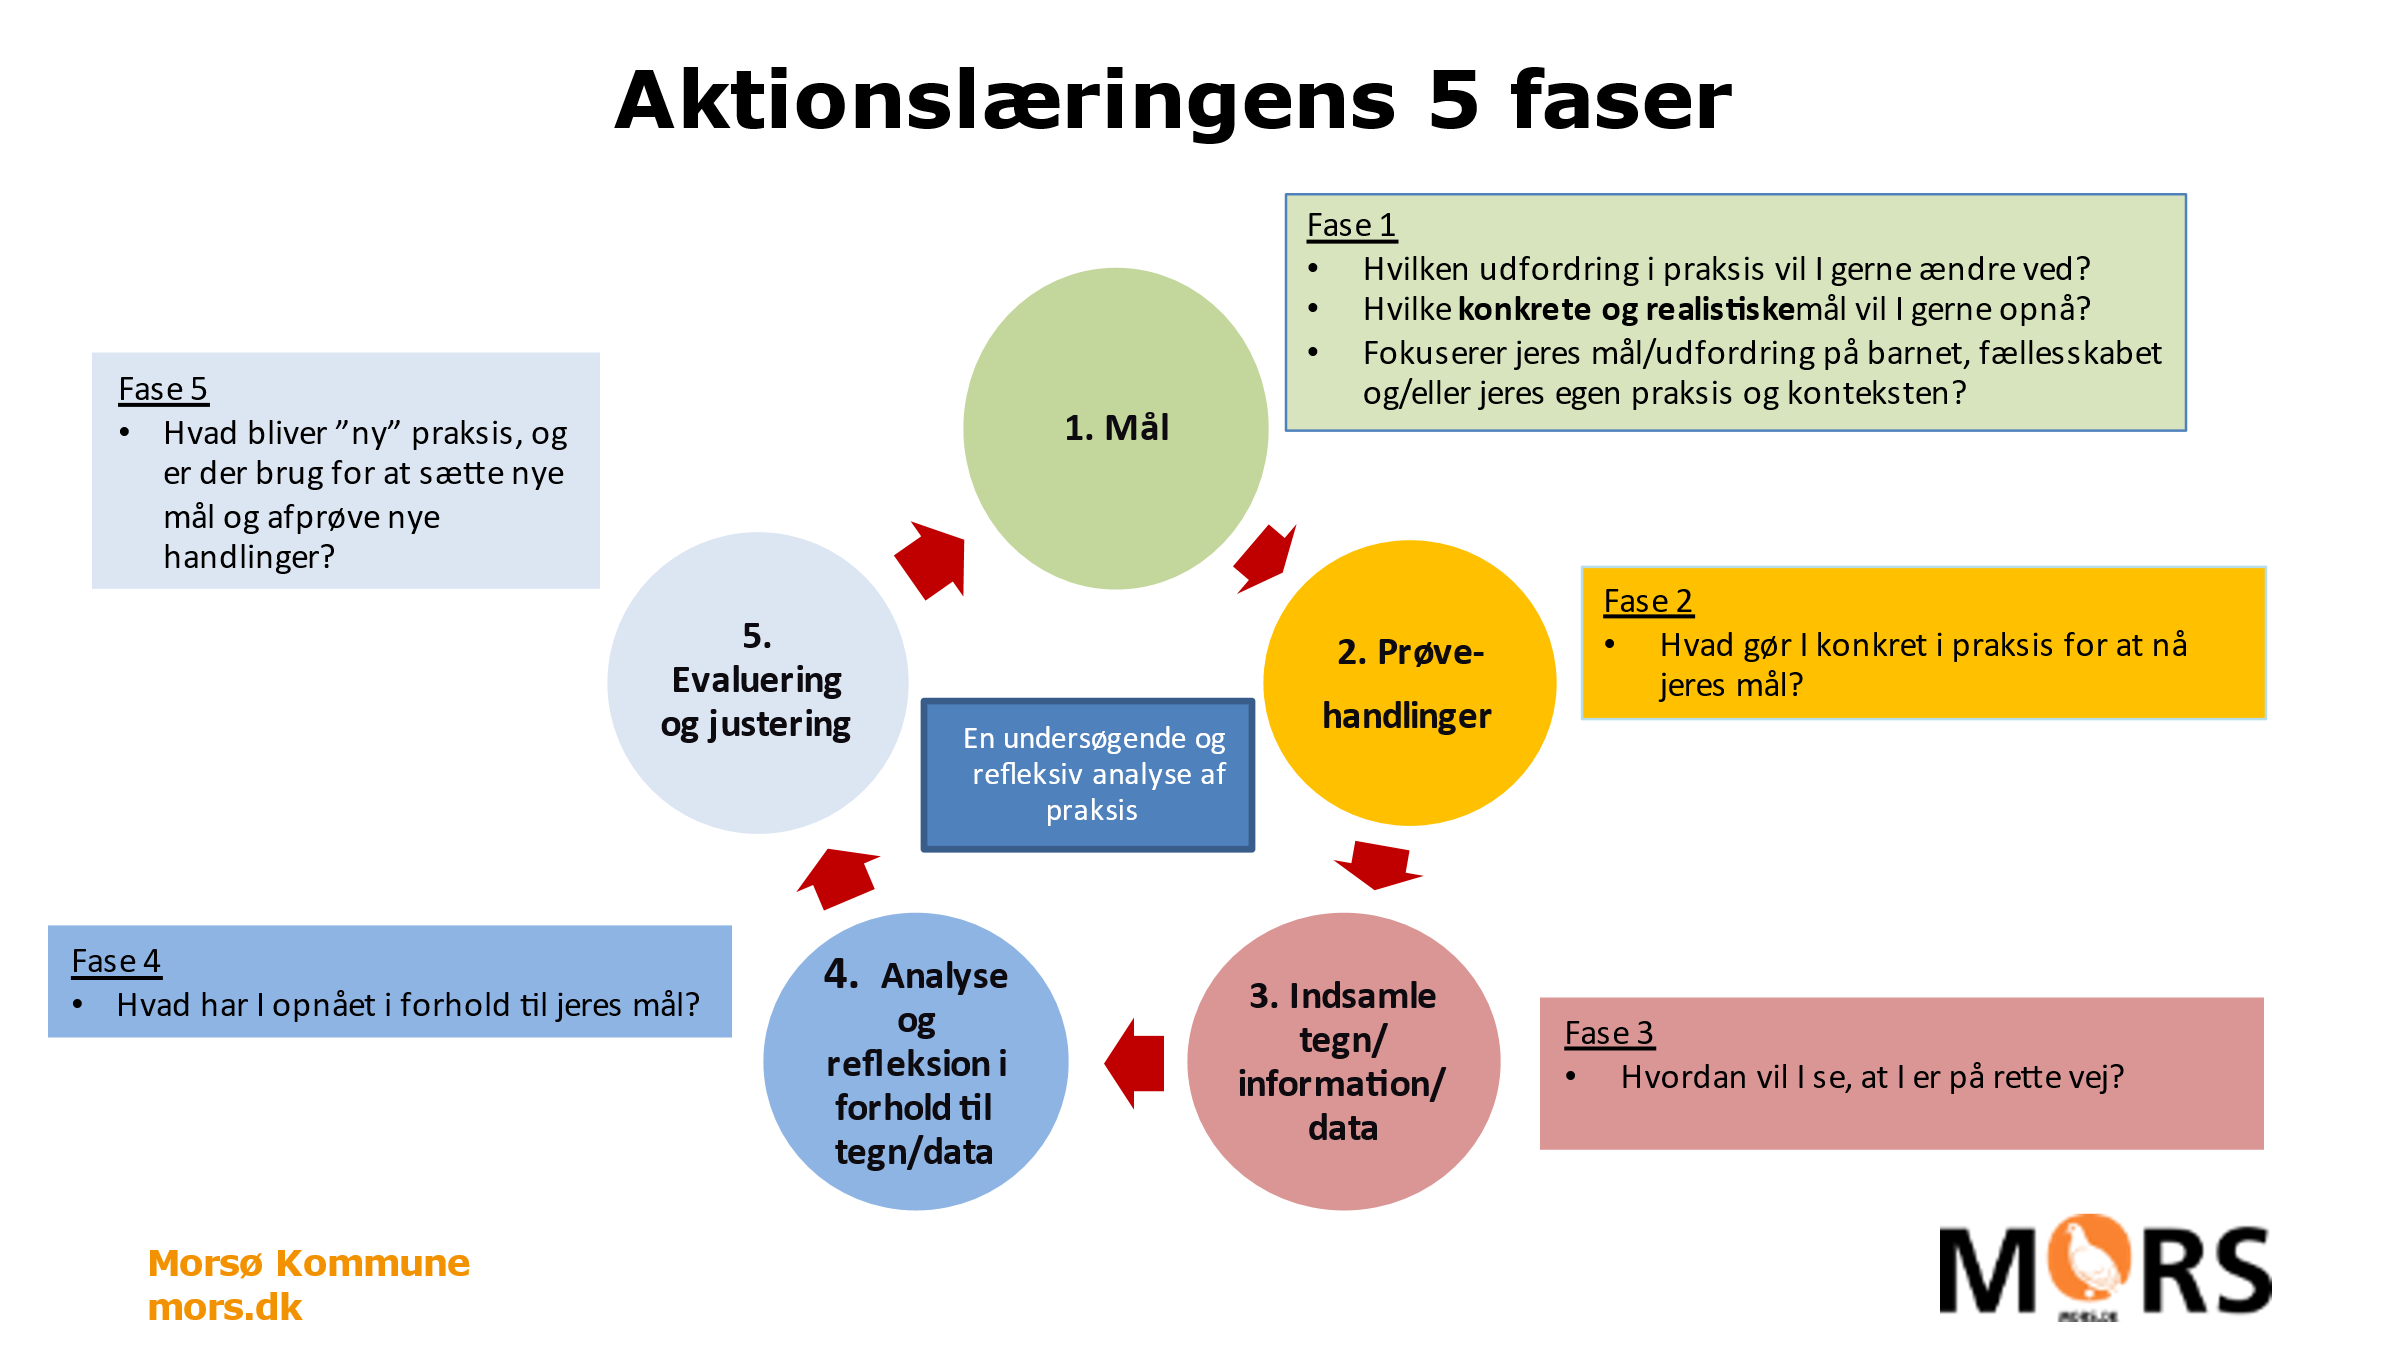 Aktionslæringens 5 faser
Fase 1
• Hvilken udfordring i praksis vil I gerne ændre ved?
• Hvilke konkrete og realistiske mål vil I gerne opnå?
• Fokuserer jeres mål/udfordring på barnet, fællesskabet
og/eller jeres egen praksis og konteksten?
1. Mål
Fase 5
• Hvad bliver ”ny” praksis, og
er der brug for at sætte nye
mål og afprøve nye
handlinger?
Fase 2
• Hvad gør I konkret i praksis for at nå
jeres mål?
2. Prøve-
handlinger
5.
Evaluering
og justering
En undersøgende og
refleksiv analyse af
praksis
Fase 4
• Hvad har I opnået i forhold til jeres mål?
4. Analyse
og
refleksion i
forhold til
tegn/data
3. Indsamle
tegn/
information/
data
Fase 3
• Hvordan vil I se, at I er på rette vej?
Morsø Kommune
mors.dk
MORS